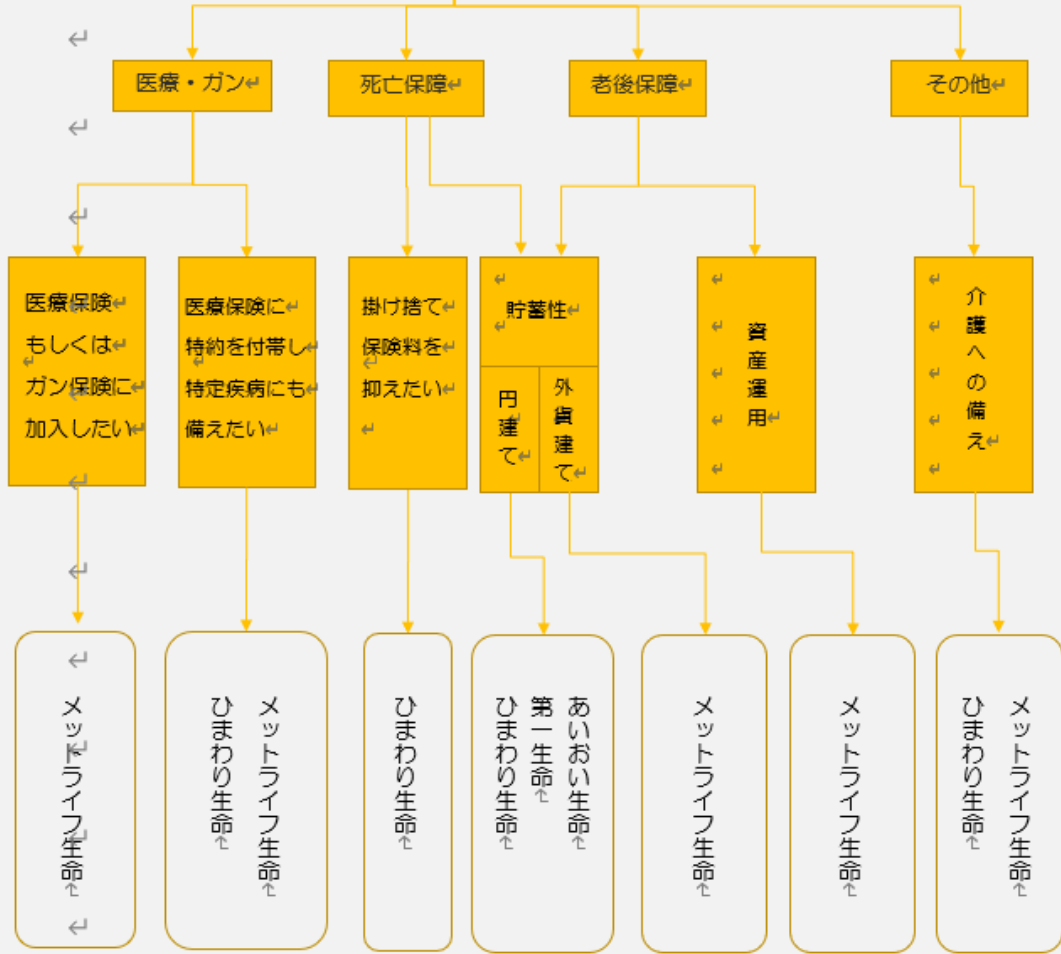 医療・ガン
死亡保障
老後保障
その他
医療保険
もしくは
ガン保険に
加入したい
医療保険に
特約を付帯し
特定疾病にも
備えたい
掛け捨て
保険料を
抑えたい
貯蓄性
円建て
外貨建て
資産運用
介護への備え
メットライフ生命
メットライフ生命
ひまわり生命
ひまわり生命
あいおい生命
第一生命
ひまわり生命
メットライフ生命
メットライフ生命
メットライフ生命
ひまわり生命